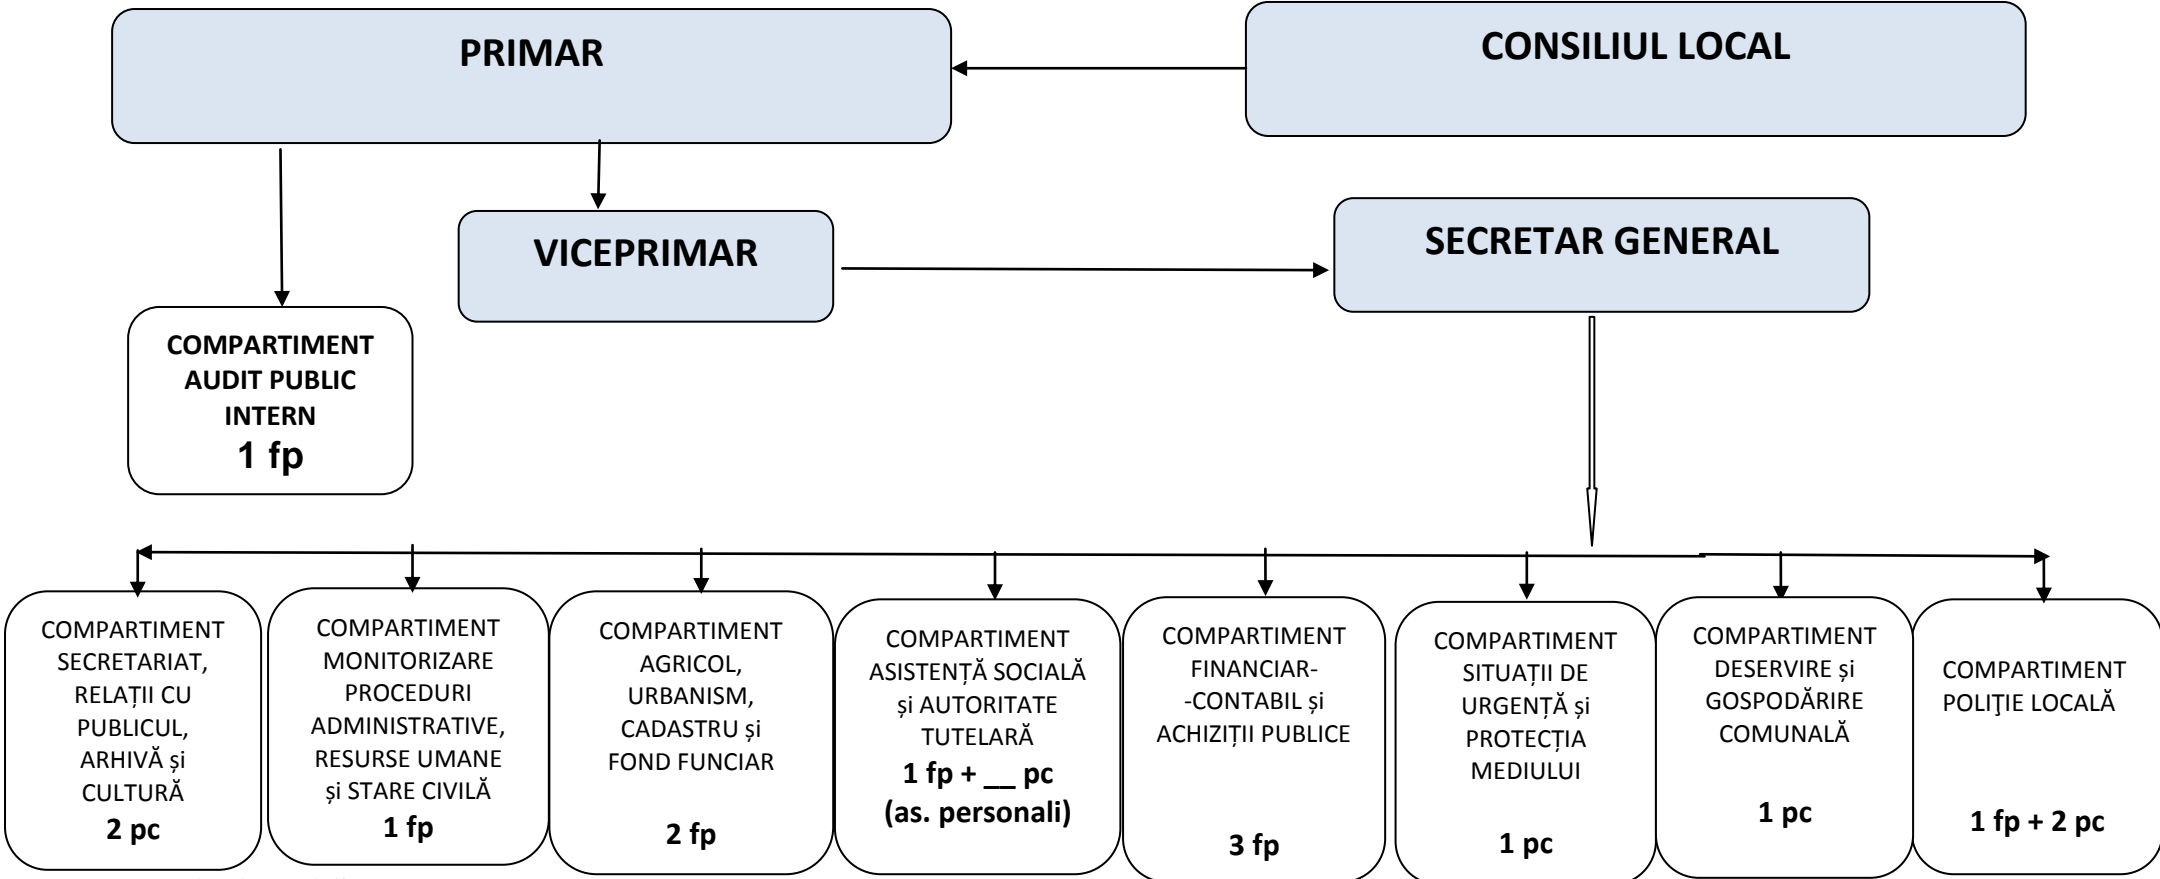 PRIMAR
CONSILIUL LOCAL
VICEPRIMAR
SECRETAR GENERAL
COMPARTIMENT
AUDIT PUBLIC
INTERN
1 fp
COMPARTIMENT
SECRETARIAT,
RELAȚII CU
PUBLICUL,
ARHIVĂ și
CULTURĂ
2 pc
COMPARTIMENT
MONITORIZARE
PROCEDURI
ADMINISTRATIVE,
RESURSE UMANE
și STARE CIVILĂ
1 fp
COMPARTIMENT
AGRICOL,
URBANISM,
CADASTRU și
FOND FUNCIAR
2 fp
COMPARTIMENT
ASISTENȚĂ SOCIALĂ
și AUTORITATE
TUTELARĂ
1 fp + __ pc
(as. personali)
COMPARTIMENT
FINANCIAR-
-CONTABIL și
ACHIZIȚII PUBLICE
3 fp
COMPARTIMENT
SITUAȚII DE
URGENȚĂ și
PROTECȚIA
MEDIULUI
1 pc
COMPARTIMENT
DESERVIRE și
GOSPODĂRIRE
COMUNALĂ
1 pc
COMPARTIMENT
POLIŢIE LOCALĂ
1 fp + 2 pc